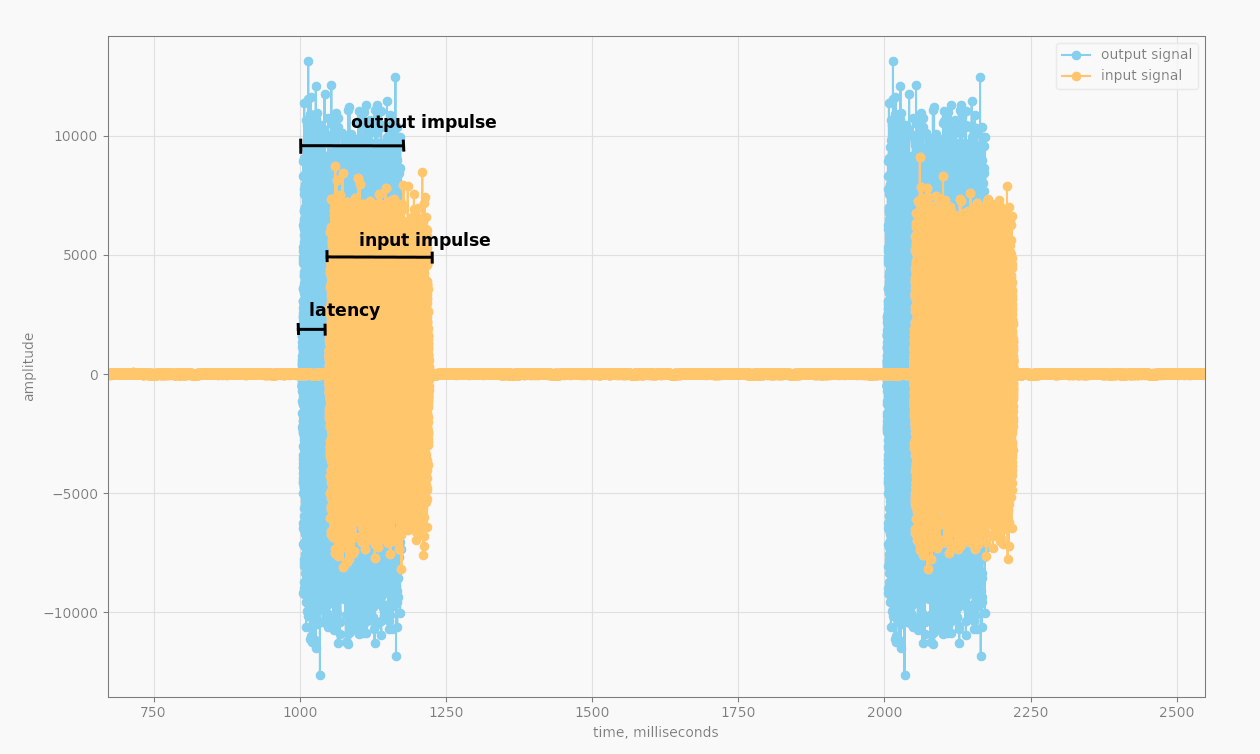 output signal
input signal
output impulse
input impulse
latency
amplitude
10000
5000
0
−5000
−10000
750
1000
1250
1500
1750
2000
2250
2500
time, milliseconds